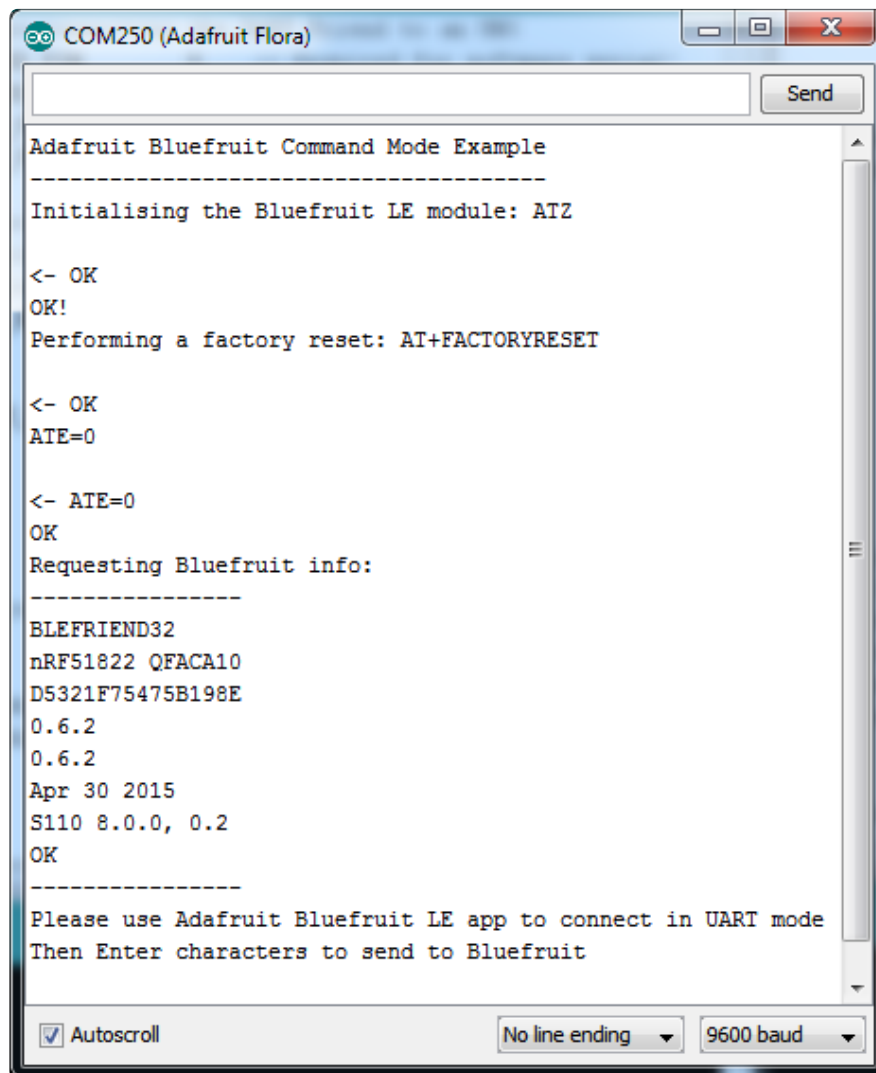 COM250 (Adafruit Flora)
Send
Adafruit Bluefruit Command Mode Example
---------------------------------------
Initialising the Bluefruit LE module: ATZ
<- OK
OK!
Performing a factory reset: AT+FACTORYRESET
<- OK
ATE=0
<- ATE=0
OK
Requesting Bluefruit info:
----------------
BLEFRIEND32
nRF51822 QFACA10
D5321F75475B198E
0.6.2
0.6.2
Apr 30 2015
S110 8.0.0, 0.2
OK
----------------
Please use Adafruit Bluefruit LE app to connect in UART mode
Then Enter characters to send to Bluefruit
Autoscroll No line ending 9600 baud